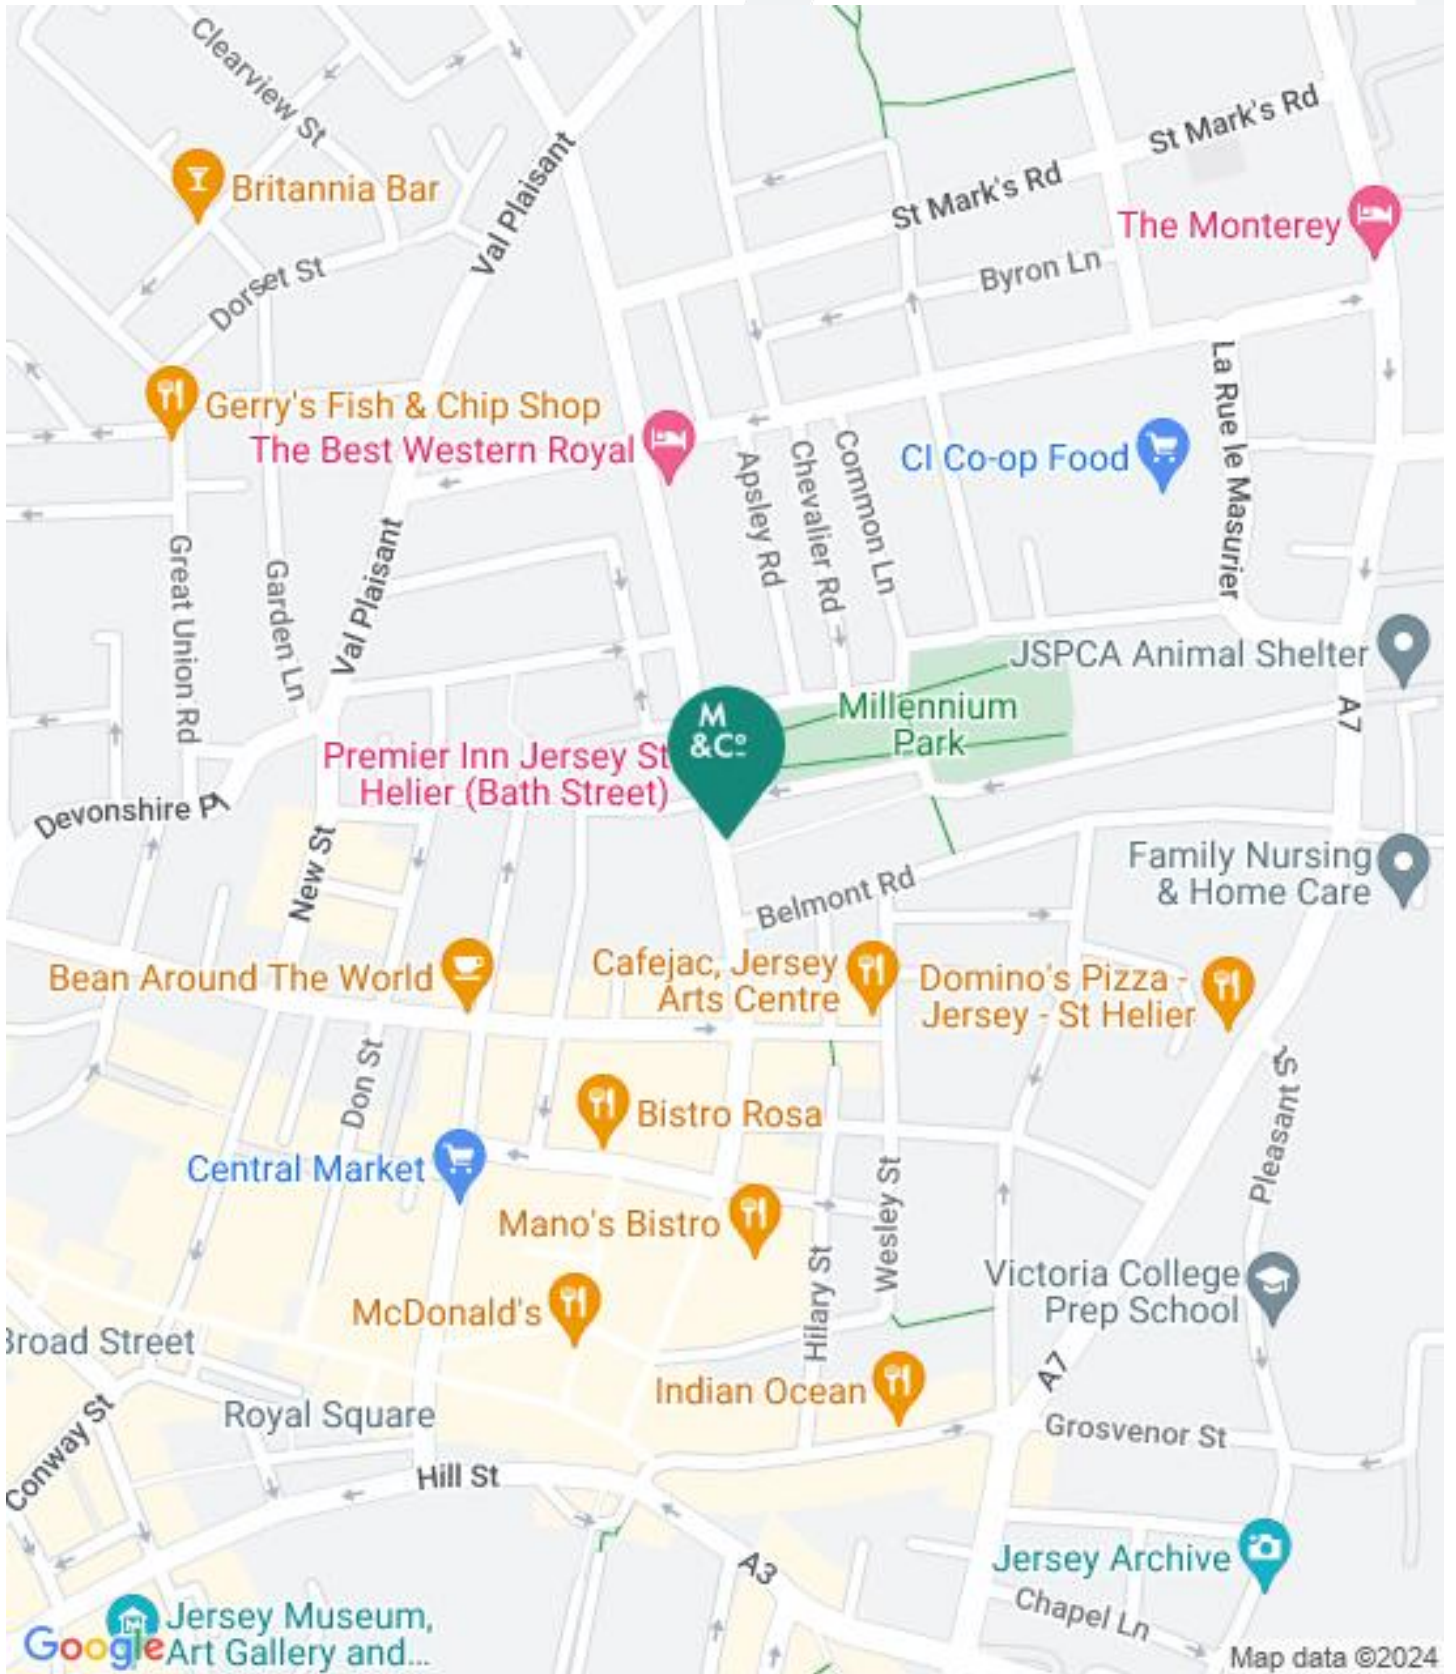 Clearview St
Britannia Bar
Val Plaisant
St Mark's Rd
St Mark's Rd
The Monterey
Byron Ln
Dorset St
Gerry's Fish & Chip Shop
The Best Western Royal
La Rue le Masurier
CI Co-op Food
Apsley Rd
Chevalier Rd
Common Ln
Great Union Rd
Garden Ln
Val Plaisant
JSPCA Animal Shelter
A7
M
&Co
Millennium
Park
Premier Inn Jersey St
Helier (Bath Street)
Devonshire Pl
New St
Belmont Rd
Family Nursing
& Home Care
Bean Around The World
Cafejac, Jersey
Arts Centre
Domino's Pizza -
Jersey - St Helier
Don St
Pleasant St
Bistro Rosa
Central Market
Mano's Bistro
Hilary St
Wesley St
Victoria College
Prep School
McDonald's
Broad Street
Indian Ocean
A7
Royal Square
Grosvenor St
Conway St
Hill St
A3
Jersey Archive
Chapel Ln
Jersey Museum,
Art Gallery and...
Google
Map data ©2024